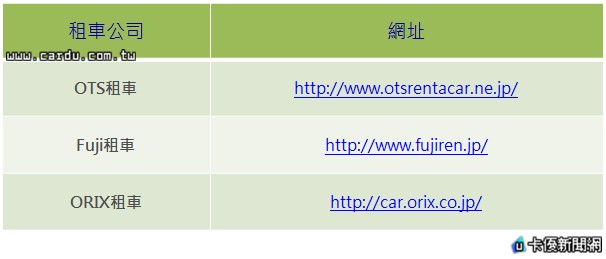 租車公司 網址
www.cardu.com.tw
OTS租車 http://www.otsrentacar.ne.jp/
Fuji租車 http://www.fujiren.jp/
ORIX租車 http://car.orix.co.jp/
u 卡優新聞網